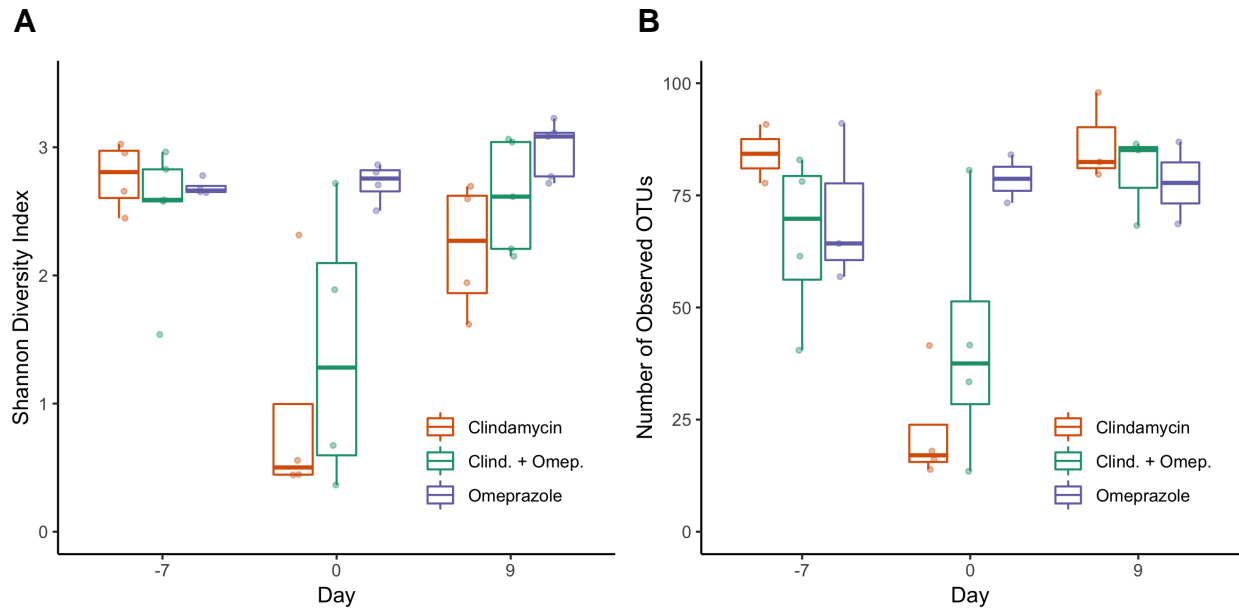 A
Shannon Diversity Index
3
2
1
0
-7
0
9
Day
Clindamycin
Clind. + Omep.
Omeprazole
B
Number of Observed OTUs
100
75
50
25
0
-7
0
9
Day
Clindamycin
Clind. + Omep.
Omeprazole